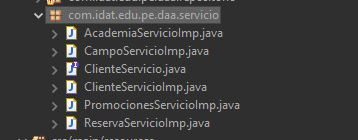 com.idat.edu.pe.daa.servicio
AcademiaServicioImp.java
CampoServicioImp.java
ClienteServicio.java
ClienteServicioImp.java
PromocionesServicioImp.java
ReservaServicioImp.java